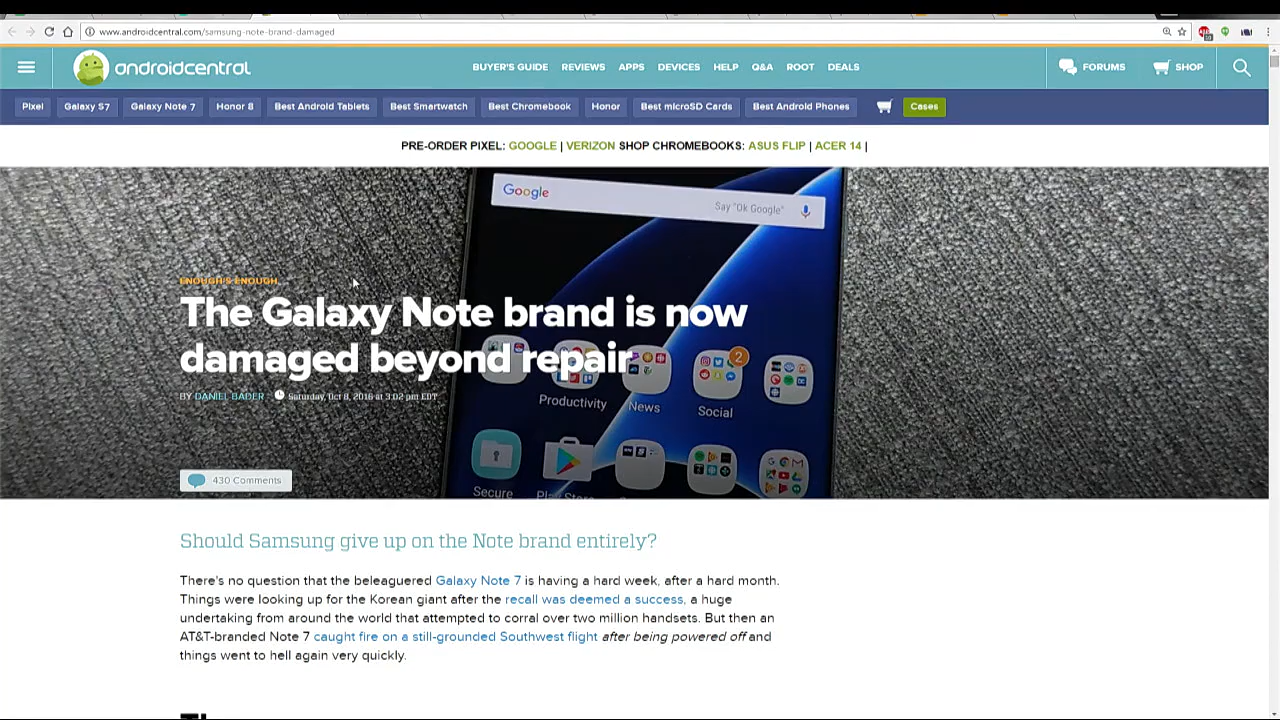 www.androidcentral.com/samsung-note-brand-damaged
androidcentral
BUYER'S GUIDE REVIEWS APPS DEVICES HELP Q&A ROOT DEALS
FORUMS SHOP
Pixel Galaxy S7 Galaxy Note 7 Honor 8 Best Android Tablets Best Smartwatch Best Chromebook Honor Best microSD Cards Best Android Phones Cases
PRE-ORDER PIXEL: GOOGLE | VERIZON SHOP CHROMEBOOKS: ASUS FLIP | ACER 14 |
Google
Say "Ok Google"
ENOUGH'S ENOUGH
The Galaxy Note brand is now
damaged beyond repair
BY DANIEL BADER Saturday, Oct 8, 2016 at 3:02 pm EDT
2
Productivity News Social
430 Comments
Secure Play Store
Should Samsung give up on the Note brand entirely?
There's no question that the beleaguered Galaxy Note 7 is having a hard week, after a hard month.
Things were looking up for the Korean giant after the recall was deemed a success, a huge
undertaking from around the world that attempted to corral over two million handsets. But then an
AT&T-branded Note 7 caught fire on a still-grounded Southwest flight after being powered off and
things went to hell again very quickly.